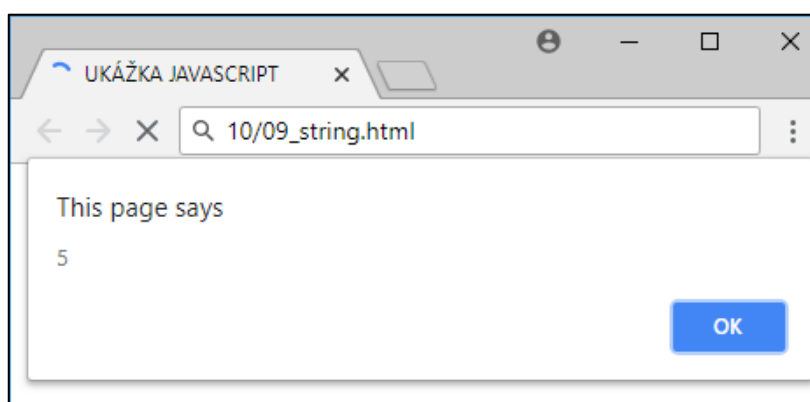 UKÁŽKA JAVASCRIPT
10/09_string.html
This page says
5
OK